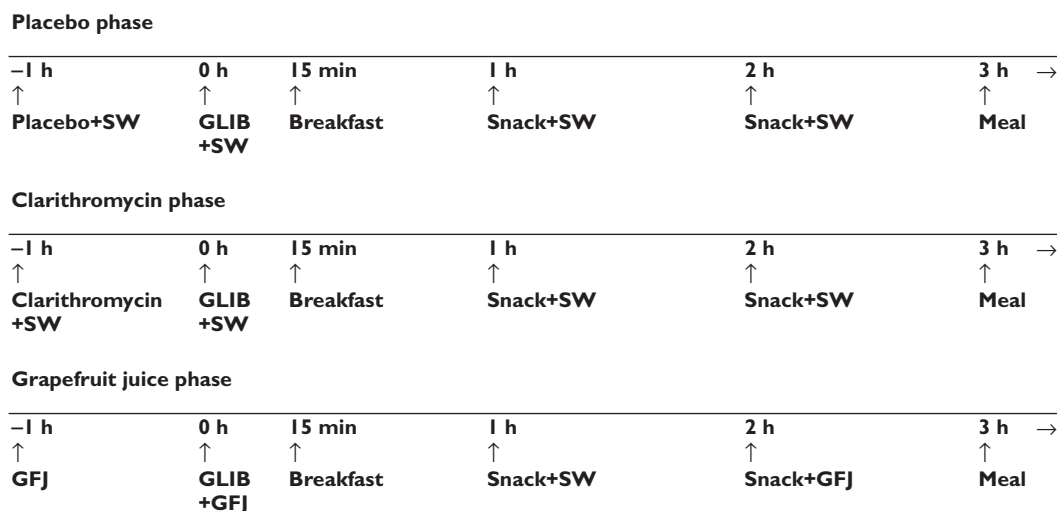 Placebo phase
–1 h 0 h 15 min 1 h 2 h 3 h →
↑ ↑ ↑ ↑ ↑ ↑
Placebo+SW GLIB Breakfast Snack+SW Snack+SW Meal
+SW
Clarithromycin phase
–1 h 0 h 15 min 1 h 2 h 3 h →
↑ ↑ ↑ ↑ ↑ ↑
Clarithromycin GLIB Breakfast Snack+SW Snack+SW Meal
+SW +SW
Grapefruit juice phase
–1 h 0 h 15 min 1 h 2 h 3 h →
↑ ↑ ↑ ↑ ↑ ↑
GFJ GLIB Breakfast Snack+SW Snack+GFJ Meal
+GFJ